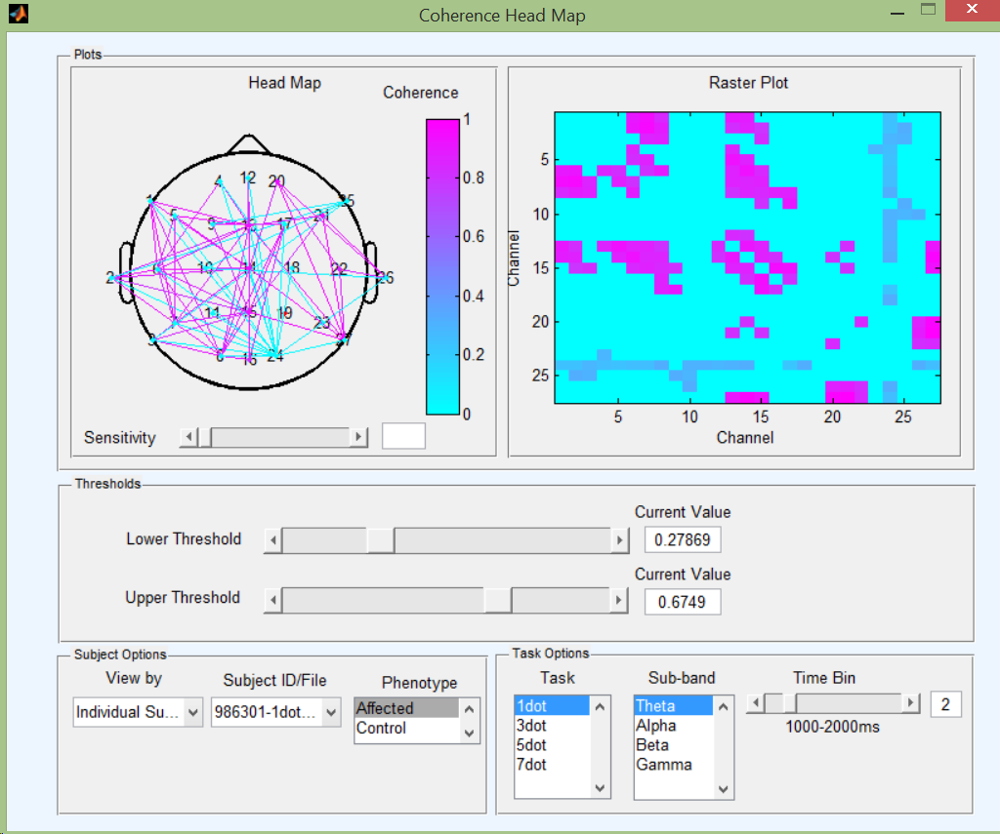 Coherence Head Map
Plots
Head Map
Coherence
1
0.8
0.6
0.4
0.2
0
4 12 20
1
5
9
17
21
25
2
6
10
14
18
22
26
11
15
19
23
3
7
27
8
16
24
Sensitivity
Raster Plot
Channel
5
10
15
20
25
5 10 15 20 25
Channel
Thresholds
Current Value
Lower Threshold
0.27869
Current Value
Upper Threshold
0.6749
Subject Options
View by
Subject ID/File
Phenotype
Individual Su...
986301-1dot...
Affected
Control
Task Options
Task
Sub-band
Time Bin
1dot
3dot
5dot
7dot
Theta
Alpha
Beta
Gamma
2
1000-2000ms